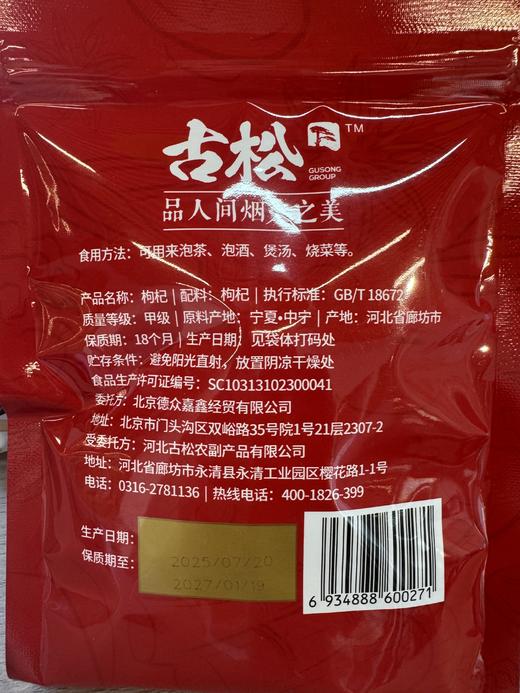 古松 TM
GUSONG
GROUP
品人间烟火之美
食用方法：可用来泡茶、泡酒、煲汤、烧菜等。
产品名称：枸杞 | 配料：枸杞 | 执行标准：GB/T 18672
质量等级：甲级 | 原料产地：宁夏·中宁 | 产地：河北省廊坊市
保质期：18个月 | 生产日期：见袋体打码处
贮存条件：避免阳光直射，放置阴凉干燥处
食品生产许可证编号：SC10313102300041
委托方：北京德众嘉鑫经贸有限公司
地址：北京市门头沟区双峪路35号院1号21层2107-2
受委托方：河北古松农副产品有限公司
地址：河北省廊坊市永清县永清工业园区樱花路1-1号
电话：0316-2781136 | 热线电话：400-1826-399
生产日期：2025/07/20
保质期至：2027/01/19
6 934888 600271